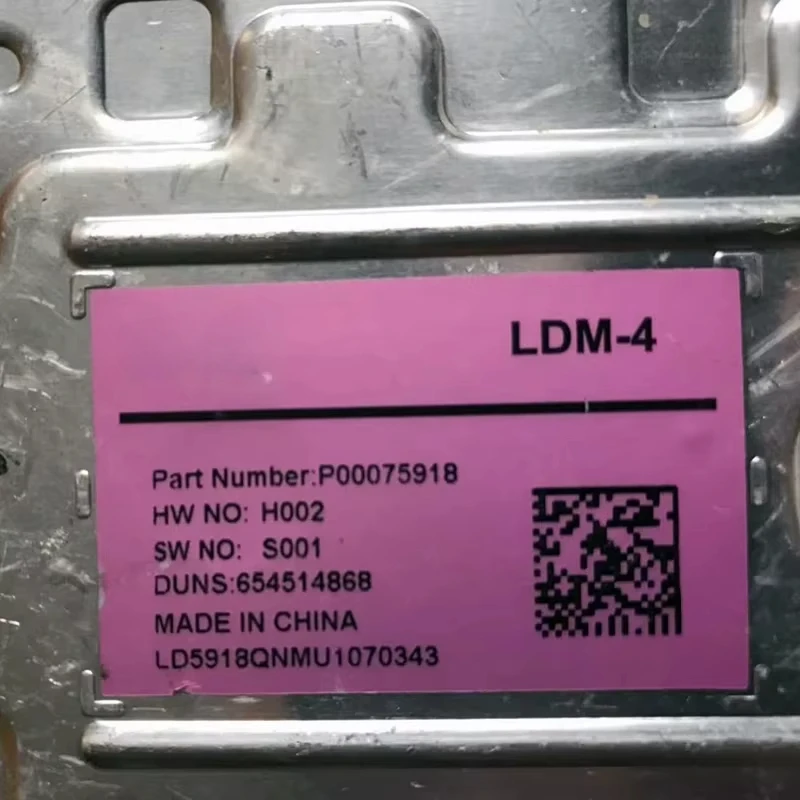 LDM-4
Part Number:P00075918
HW NO: H002
SW NO: S001
DUNS:654514868
MADE IN CHINA
LD5918QNMU1070343